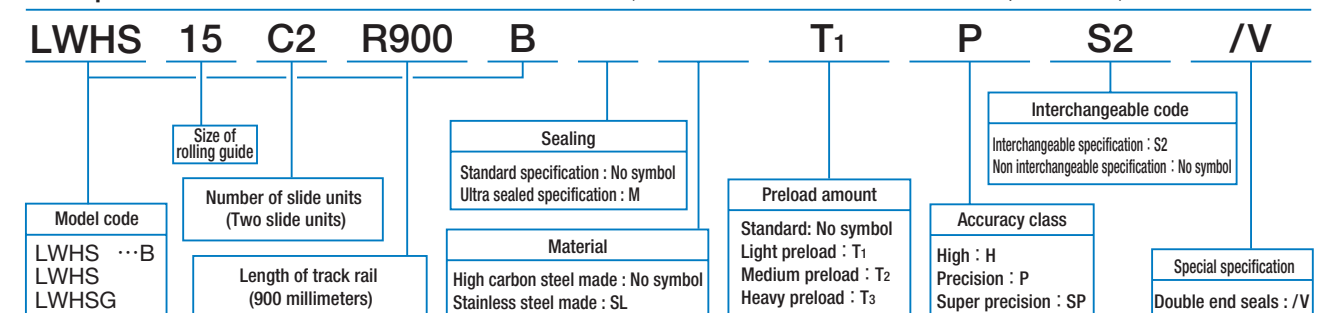 LWHS 15 C2 R900 B T1 P S2 /V
Size of
rolling guide
Number of slide units
(Two slide units)
Model code
LWHS …B
LWHS
LWHSG
Length of track rail
(900 millimeters)
Sealing
Standard specification : No symbol
Ultra sealed specification : M
Material
High carbon steel made : No symbol
Stainless steel made : SL
Preload amount
Standard: No symbol
Light preload : T1
Medium preload : T2
Heavy preload : T3
Interchangeable code
Interchangeable specification : S2
Non interchangeable specification : No symbol
Accuracy class
High : H
Precision : P
Super precision : SP
Special specification
Double end seals : /V